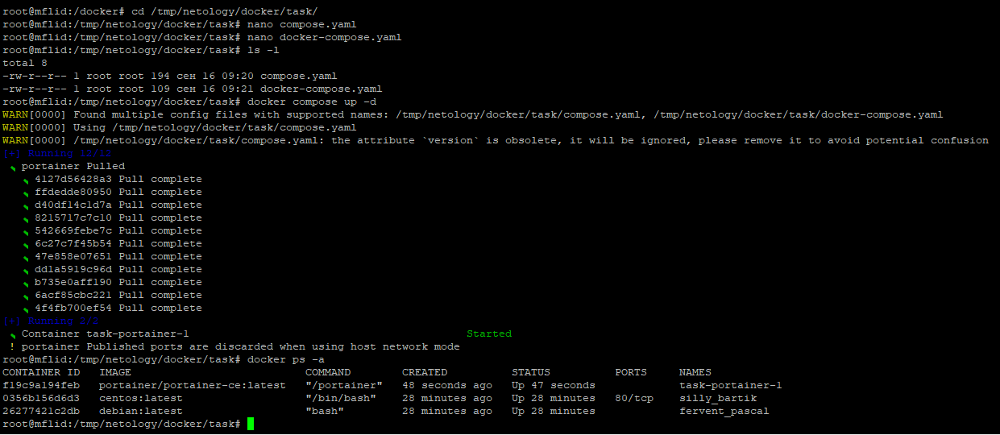 root@mflid:/docker# cd /tmp/netology/docker/task/
root@mflid:/tmp/netology/docker/task# nano compose.yaml
root@mflid:/tmp/netology/docker/task# nano docker-compose.yaml
root@mflid:/tmp/netology/docker/task# ls -l
total 8
-rw-r--r-- 1 root root 194 сен 16 09:20 compose.yaml
-rw-r--r-- 1 root root 109 сен 16 09:21 docker-compose.yaml
root@mflid:/tmp/netology/docker/task# docker compose up -d
WARN[0000] Found multiple config files with supported names: /tmp/netology/docker/task/compose.yaml, /tmp/netology/docker/task/docker-compose.yaml
WARN[0000] Using /tmp/netology/docker/task/compose.yaml
WARN[0000] /tmp/netology/docker/task/compose.yaml: the attribute `version` is obsolete, it will be ignored, please remove it to avoid potential confusion
[+] Running 12/12
portainer Pulled
4127d56428a3 Pull complete
ffdedde80950 Pull complete
d40df14c1d7a Pull complete
8215717c7c10 Pull complete
542669febe7c Pull complete
6c27c7f45b54 Pull complete
47e858e07651 Pull complete
dd1a5919c96d Pull complete
b735e0aff190 Pull complete
6acf85cbc221 Pull complete
4f4fb700ef54 Pull complete
[+] Running 2/2
Container task-portainer-1 Started
! portainer Published ports are discarded when using host network mode
root@mflid:/tmp/netology/docker/task# docker ps -a
CONTAINER ID IMAGE COMMAND CREATED STATUS PORTS NAMES
f19c9a194feb portainer/portainer-ce:latest "/portainer" 48 seconds ago Up 47 seconds task-portainer-1
0356b156d6d3 centos:latest "/bin/bash" 28 minutes ago Up 28 minutes 80/tcp silly_bartik
26277421c2db debian:latest "bash" 28 minutes ago Up 28 minutes fervent_pascal
root@mflid:/tmp/netology/docker/task#